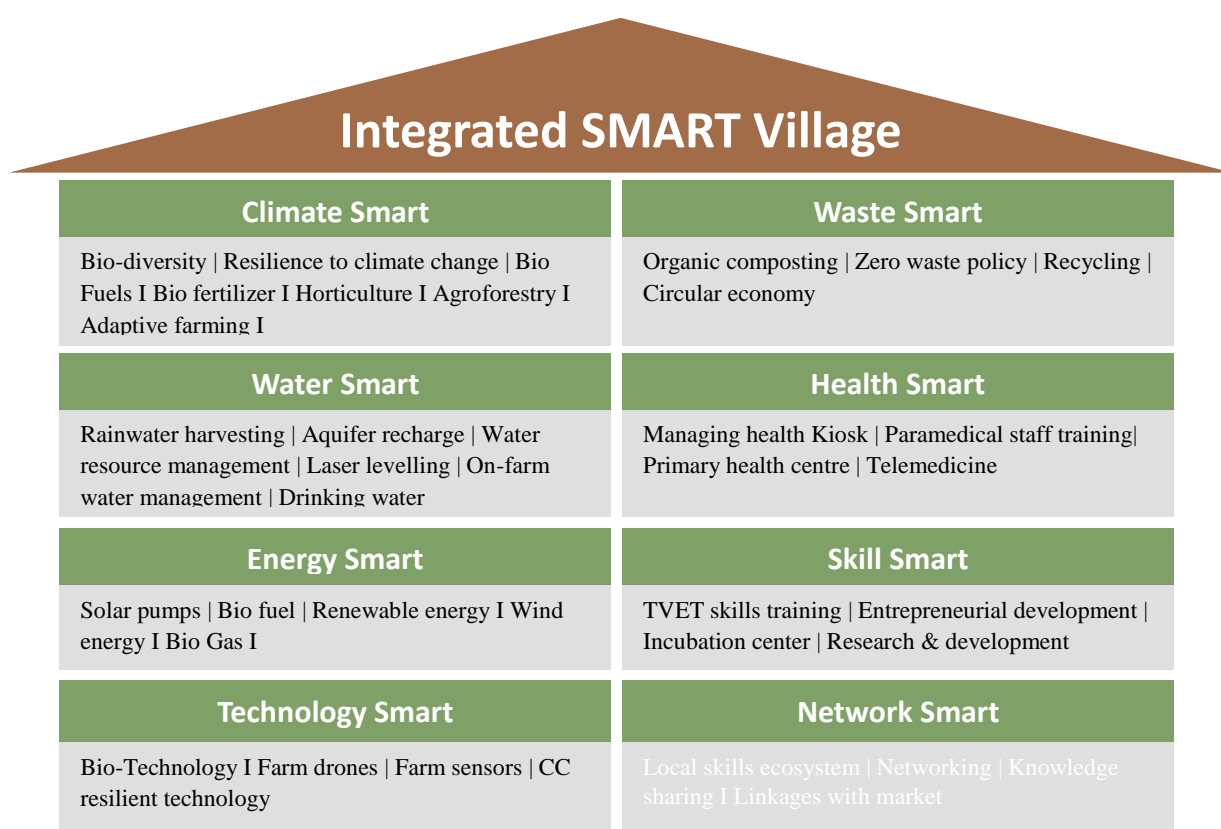 Integrated SMART Village
Climate Smart
Bio-diversity | Resilience to climate change | Bio
Fuels I Bio fertilizer I Horticulture I Agroforestry I
Adaptive farming I
Waste Smart
Organic composting | Zero waste policy | Recycling |
Circular economy
Water Smart
Rainwater harvesting | Aquifer recharge | Water
resource management | Laser levelling | On-farm
water management | Drinking water
Health Smart
Managing health Kiosk | Paramedical staff training|
Primary health centre | Telemedicine
Energy Smart
Solar pumps | Bio fuel | Renewable energy I Wind
energy I Bio Gas I
Skill Smart
TVET skills training | Entrepreneurial development |
Incubation center | Research & development
Technology Smart
Bio-Technology I Farm drones | Farm sensors | CC
resilient technology
Network Smart
Local skills ecosystem | Networking | Knowledge
sharing I Linkages with market